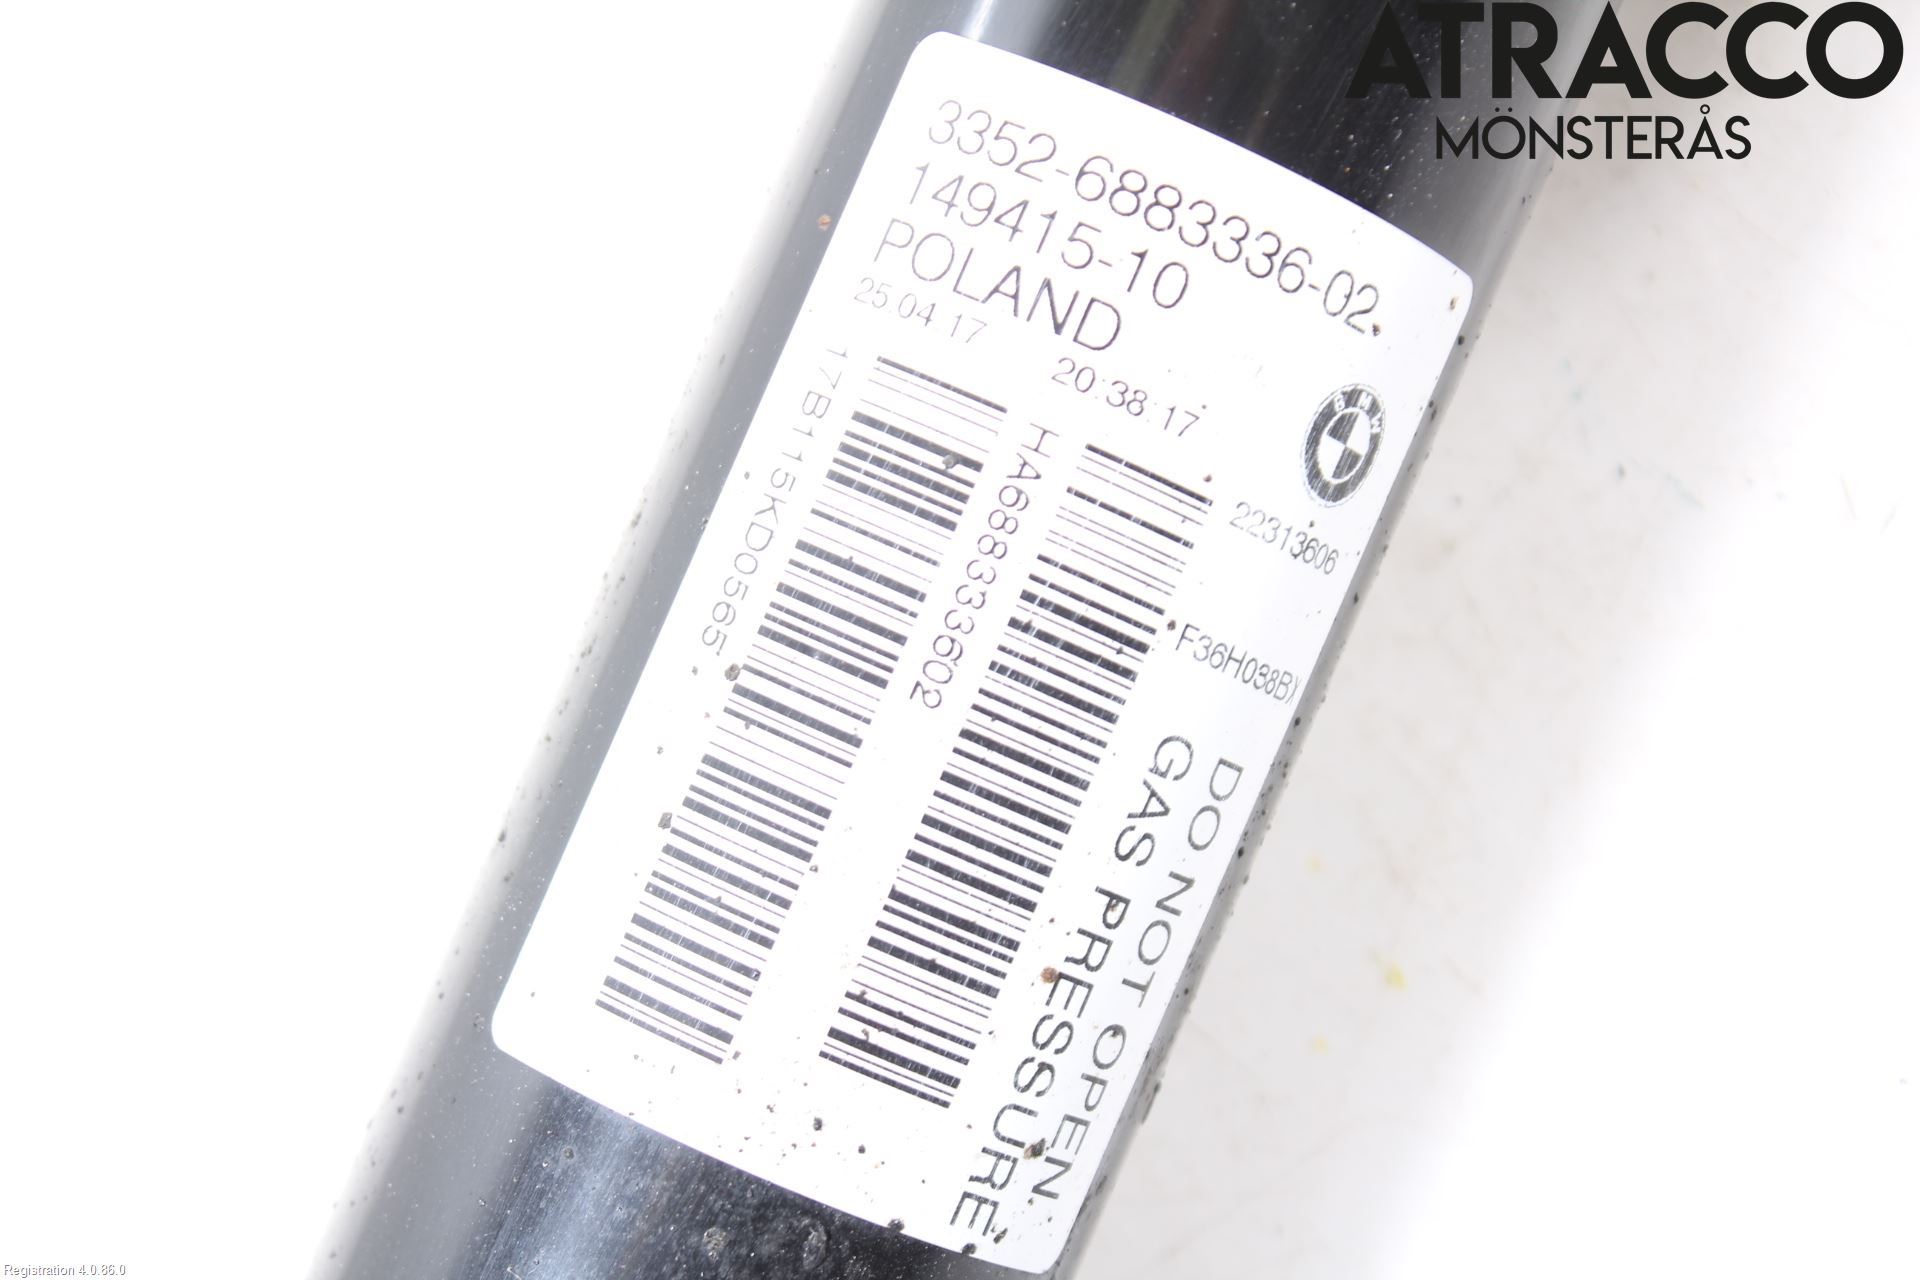 ATRACCO
MÖNSTERÅS
3352-6883336-02
149415-10
POLAND
25.04.17 20:38:17
BMW
17B115KD0565
HA688333602
22313606
F36H038BX
DO NOT OPEN
GAS PRESSURE
Registration 4.0.86.0